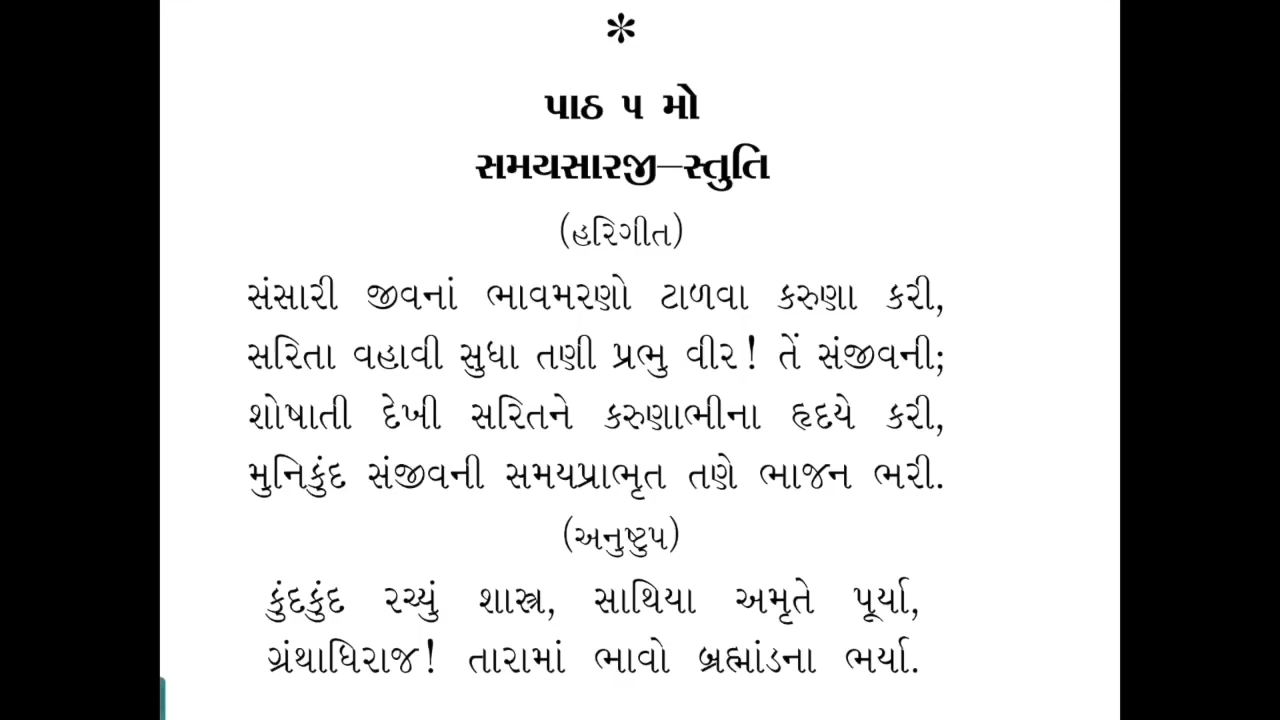 *
પાઠ ૫ મો
સમયસારજી–સ્તુતિ
(હરિગીત)
સંસારી જીવનાં ભાવમરણો ટાળવા કરુણા કરી,
સરિતા વહાવી સુધા તણી પ્રભુ વીર! તેં સંજીવની;
શોષાતી દેખી સરિતને કરુણાભીના હૃદયે કરી,
મુનિકુંદ સંજીવની સમયપ્રાભૃત તણે ભાજન ભરી.
(અનુષ્ટુપ)
કુંદકુંદ રચ્યું શાસ્ત્ર, સાથિયા અમૃતે પૂર્યા,
ગ્રંથાધિરાજ! તારામાં ભાવો બ્રહ્માંડના ભર્યા.